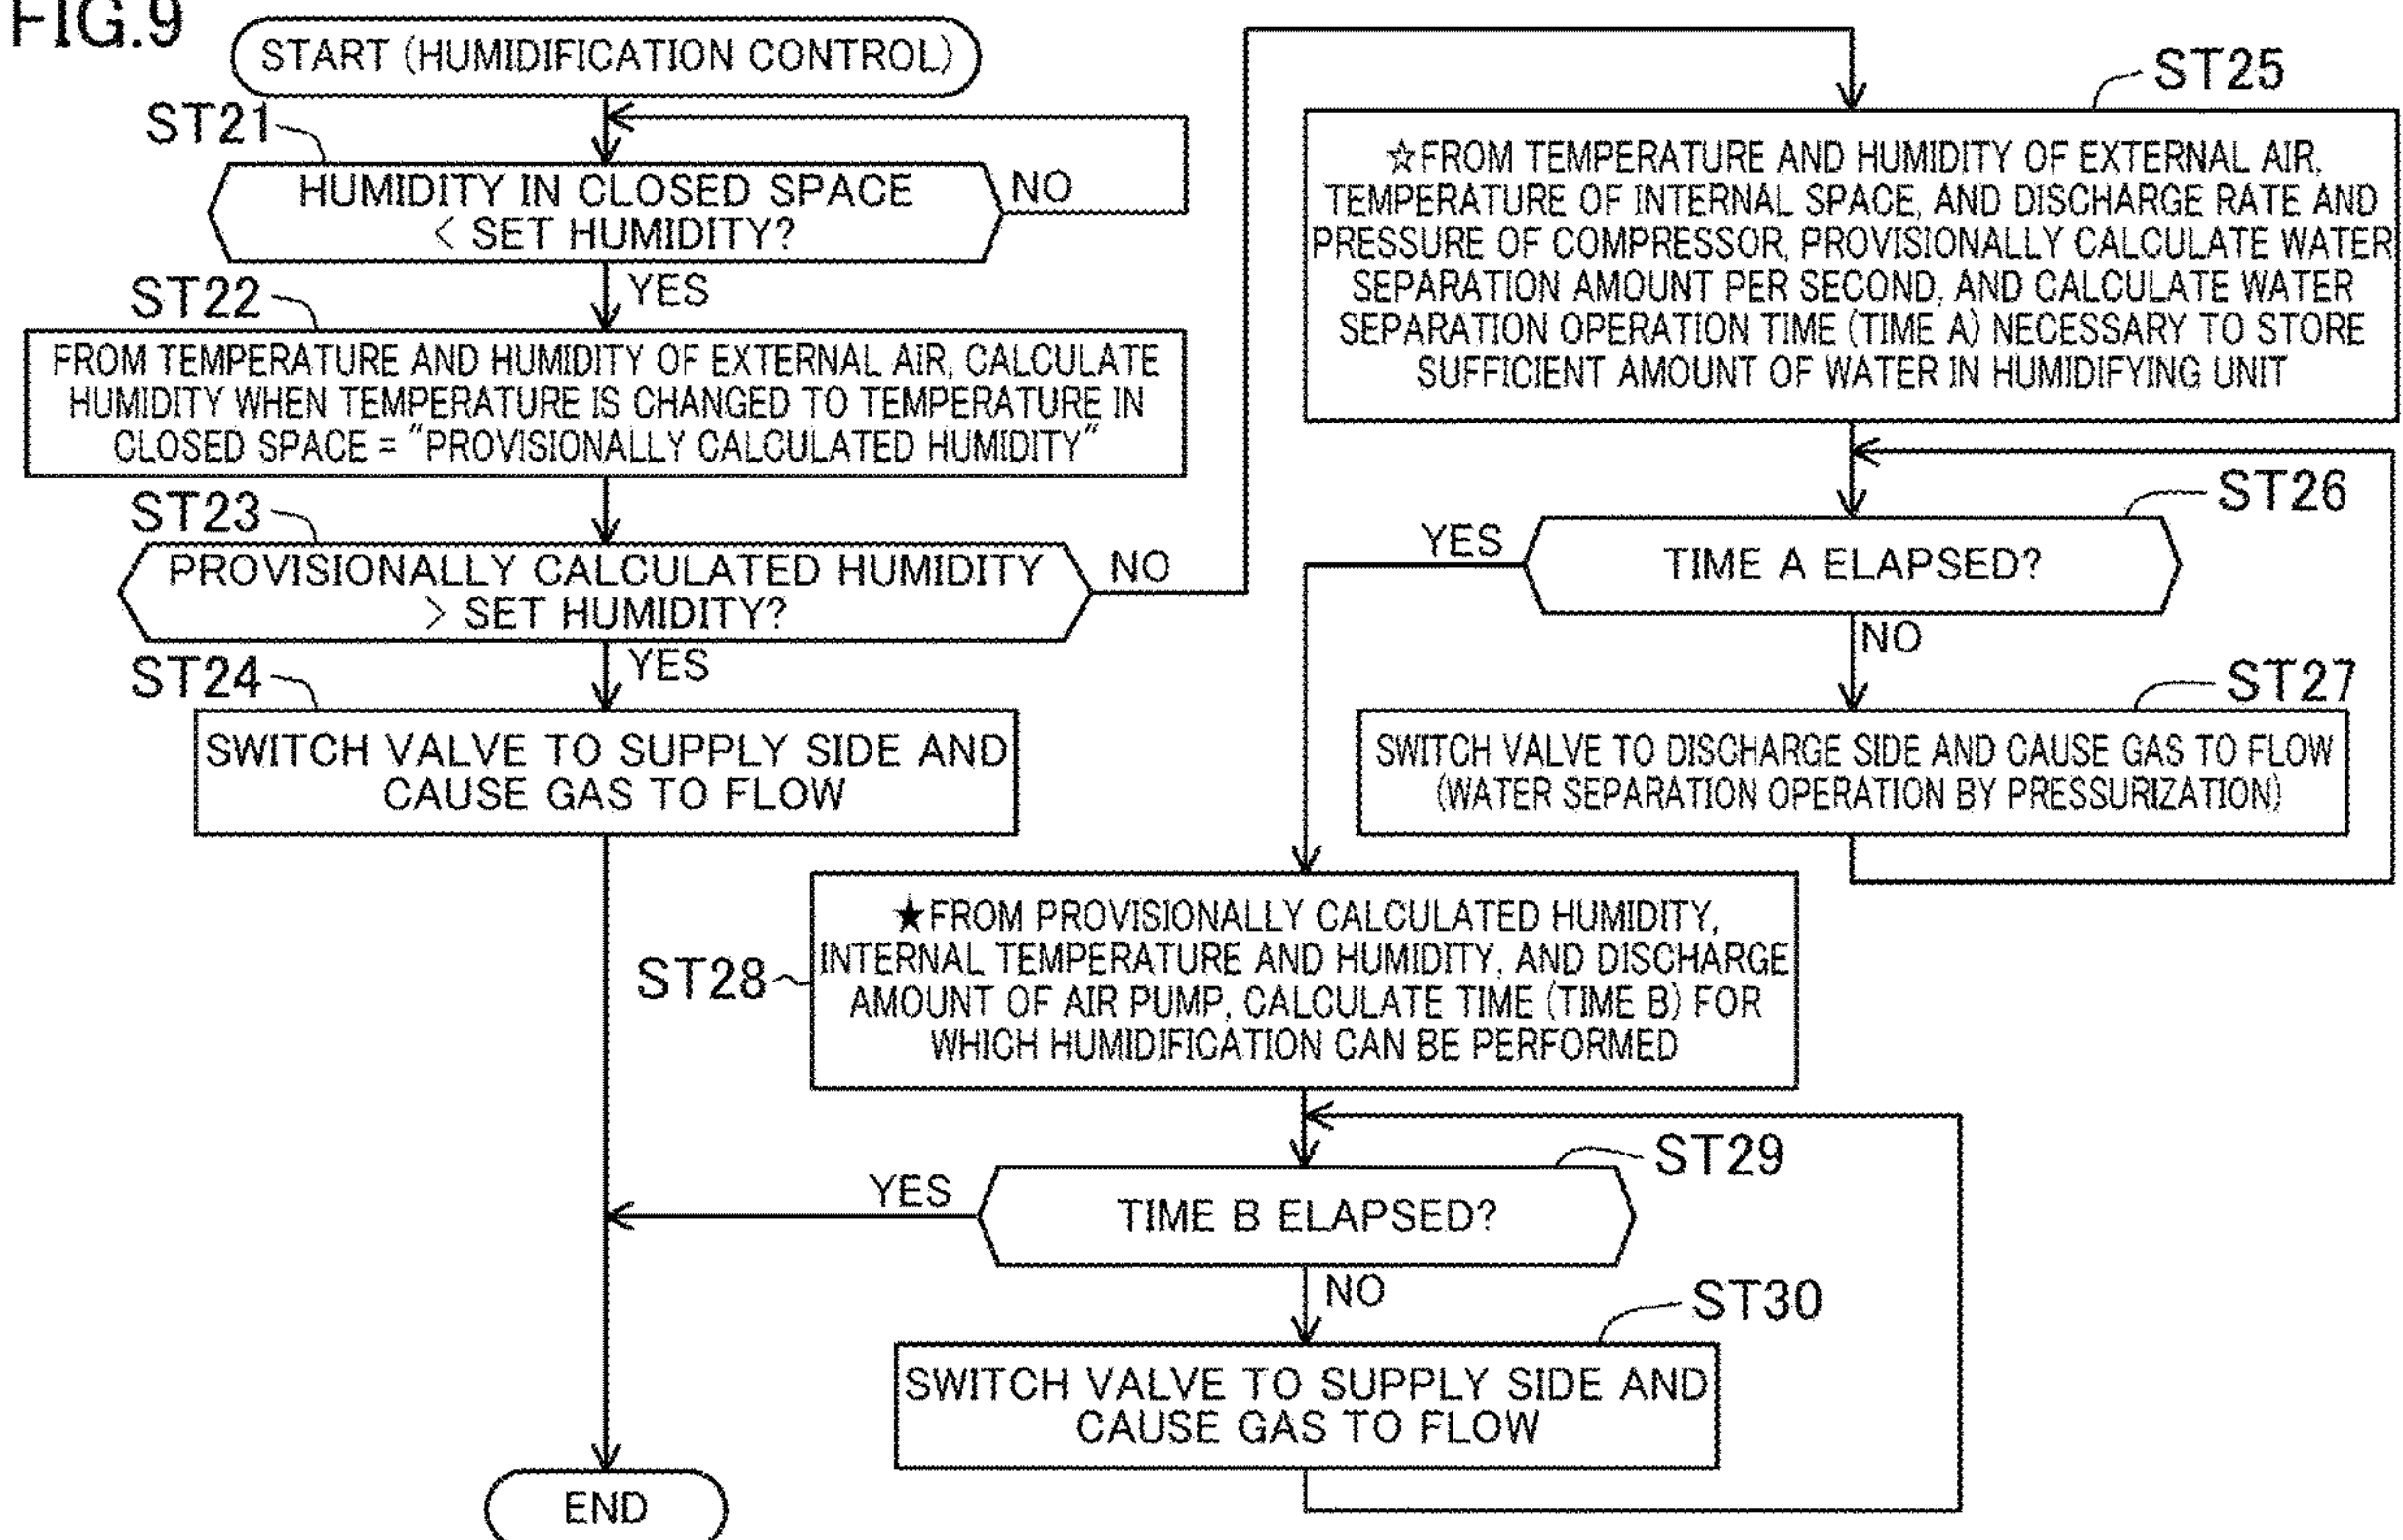 FIG.9
START (HUMIDIFICATION CONTROL)
ST21
HUMIDITY IN CLOSED SPACE
< SET HUMIDITY?
NO
YES
ST22
FROM TEMPERATURE AND HUMIDITY OF EXTERNAL AIR, CALCULATE
HUMIDITY WHEN TEMPERATURE IS CHANGED TO TEMPERATURE IN
CLOSED SPACE = "PROVISIONALLY CALCULATED HUMIDITY"
ST23
PROVISIONALLY CALCULATED HUMIDITY
> SET HUMIDITY?
NO
YES
ST24
SWITCH VALVE TO SUPPLY SIDE AND
CAUSE GAS TO FLOW
ST25
☆FROM TEMPERATURE AND HUMIDITY OF EXTERNAL AIR,
TEMPERATURE OF INTERNAL SPACE, AND DISCHARGE RATE AND
PRESSURE OF COMPRESSOR, PROVISIONALLY CALCULATE WATER
SEPARATION AMOUNT PER SECOND, AND CALCULATE WATER
SEPARATION OPERATION TIME (TIME A) NECESSARY TO STORE
SUFFICIENT AMOUNT OF WATER IN HUMIDIFYING UNIT
ST26
TIME A ELAPSED?
YES
NO
ST27
SWITCH VALVE TO DISCHARGE SIDE AND CAUSE GAS TO FLOW
(WATER SEPARATION OPERATION BY PRESSURIZATION)
ST28
★FROM PROVISIONALLY CALCULATED HUMIDITY,
INTERNAL TEMPERATURE AND HUMIDITY, AND DISCHARGE
AMOUNT OF AIR PUMP, CALCULATE TIME (TIME B) FOR
WHICH HUMIDIFICATION CAN BE PERFORMED
ST29
TIME B ELAPSED?
YES
NO
ST30
SWITCH VALVE TO SUPPLY SIDE AND
CAUSE GAS TO FLOW
END